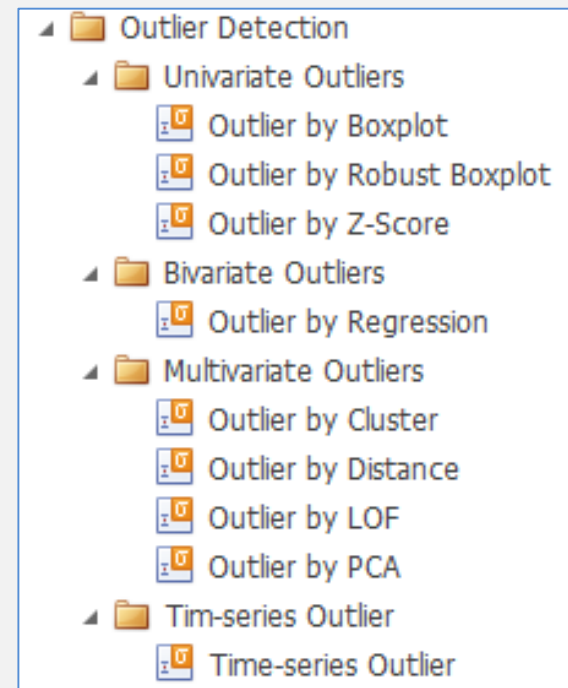 Outlier Detection
Univariate Outliers
Outlier by Boxplot
Outlier by Robust Boxplot
Outlier by Z-Score
Bivariate Outliers
Outlier by Regression
Multivariate Outliers
Outlier by Cluster
Outlier by Distance
Outlier by LOF
Outlier by PCA
Tim-series Outlier
Time-series Outlier